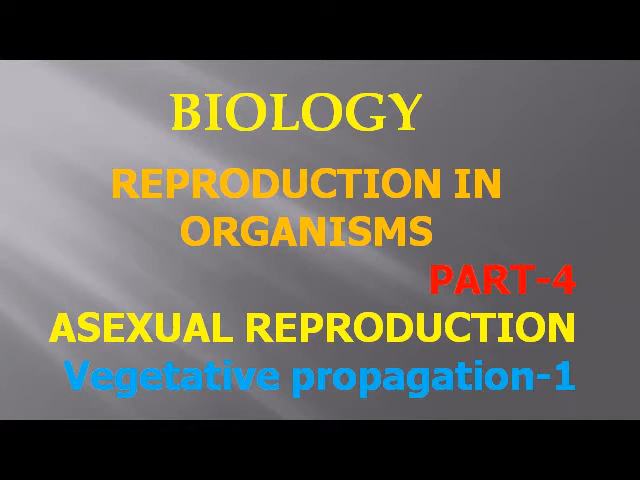 BIOLOGY
REPRODUCTION IN
ORGANISMS
PART-4
ASEXUAL REPRODUCTION
Vegetative propagation-1